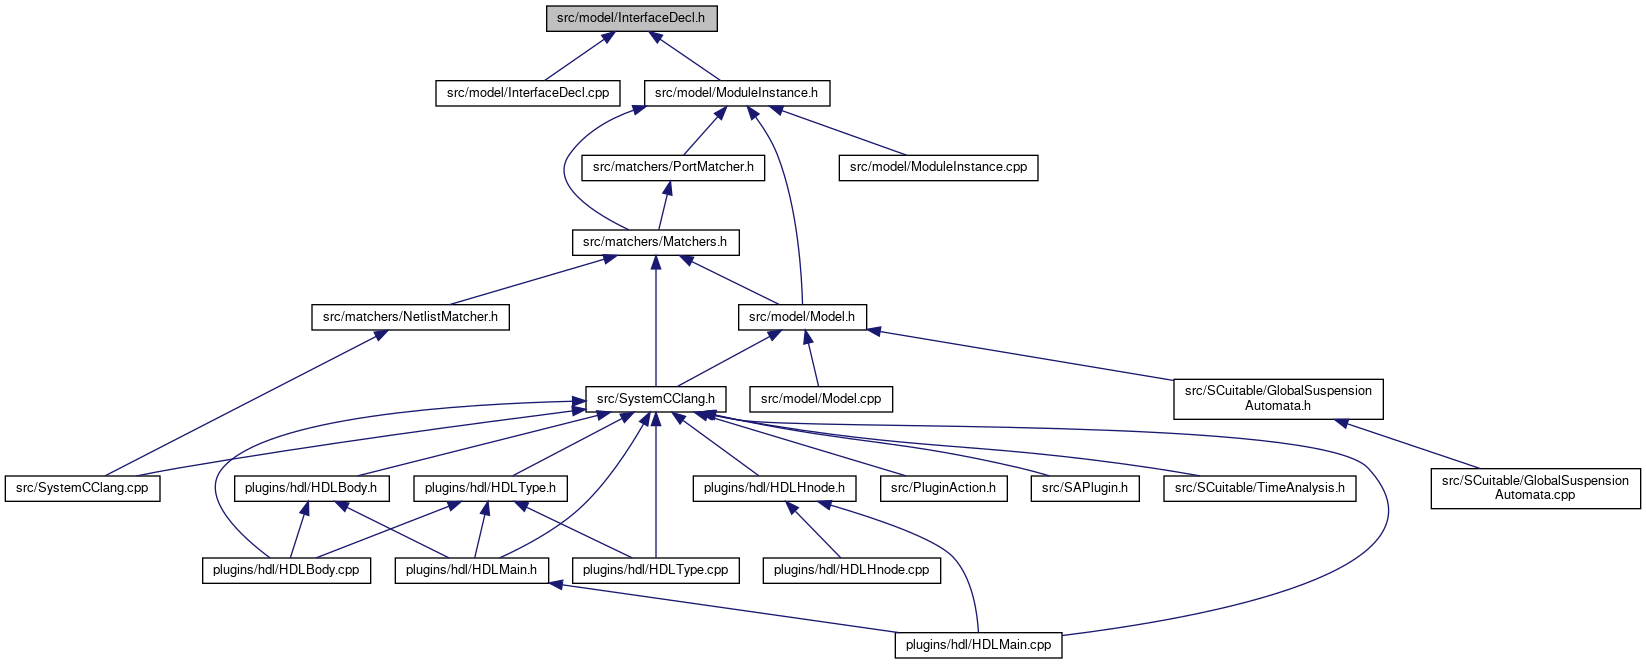 src/model/InterfaceDecl.h
src/model/InterfaceDecl.cpp
src/model/ModuleInstance.h
src/matchers/PortMatcher.h
src/model/ModuleInstance.cpp
src/matchers/Matchers.h
src/matchers/NetlistMatcher.h
src/model/Model.h
src/SystemCClang.h
src/model/Model.cpp
src/SCuitable/GlobalSuspension
Automata.h
src/SystemCClang.cpp
plugins/hdl/HDLBody.h
plugins/hdl/HDLType.h
plugins/hdl/HDLHnode.h
src/PluginAction.h
src/SAPlugin.h
src/SCuitable/TimeAnalysis.h
src/SCuitable/GlobalSuspension
Automata.cpp
plugins/hdl/HDLBody.cpp
plugins/hdl/HDLMain.h
plugins/hdl/HDLType.cpp
plugins/hdl/HDLHnode.cpp
plugins/hdl/HDLMain.cpp